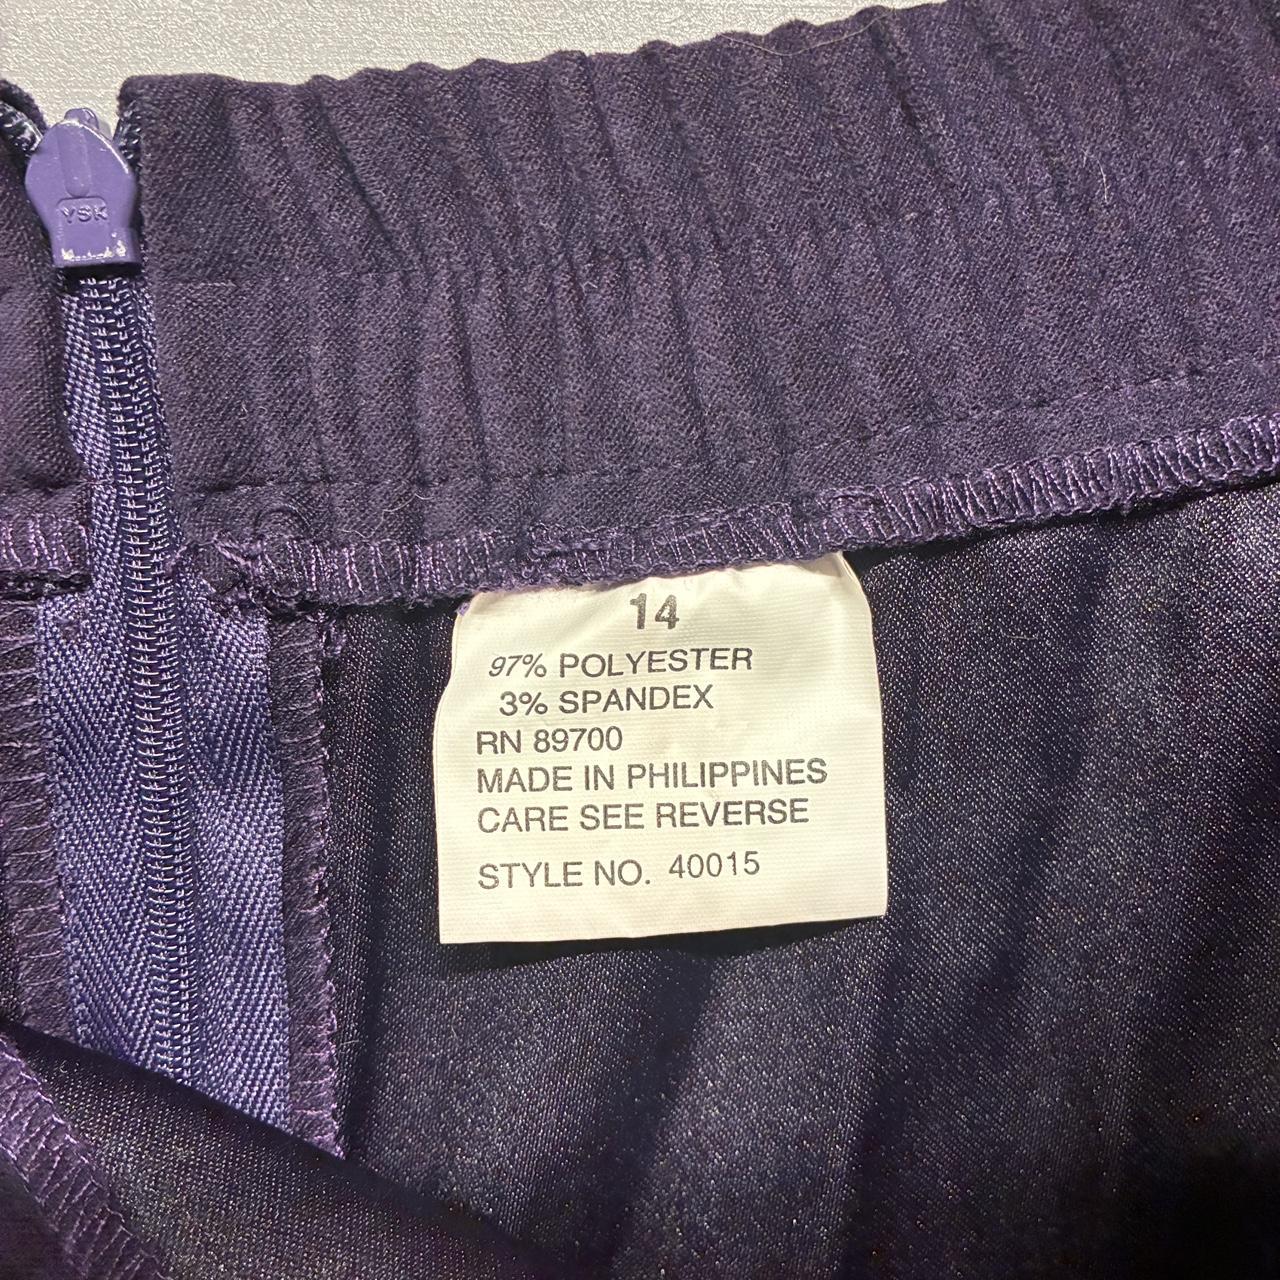 YSK
14
97% POLYESTER
3% SPANDEX
RN 89700
MADE IN PHILIPPINES
CARE SEE REVERSE
STYLE NO. 40015